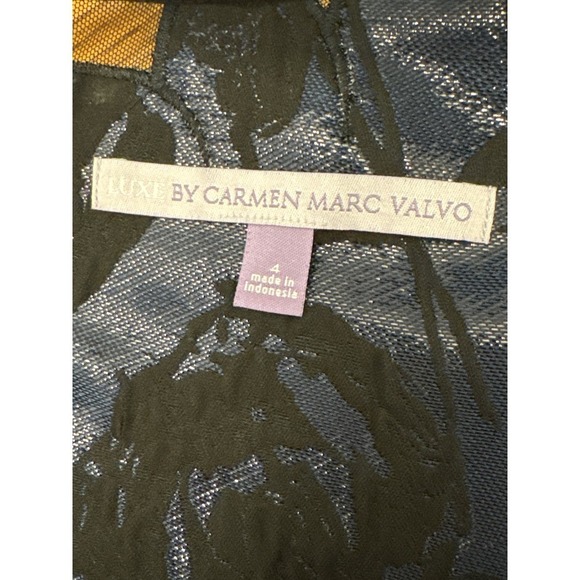 LUXE BY CARMEN MARC VALVO
4
made in
indonesia